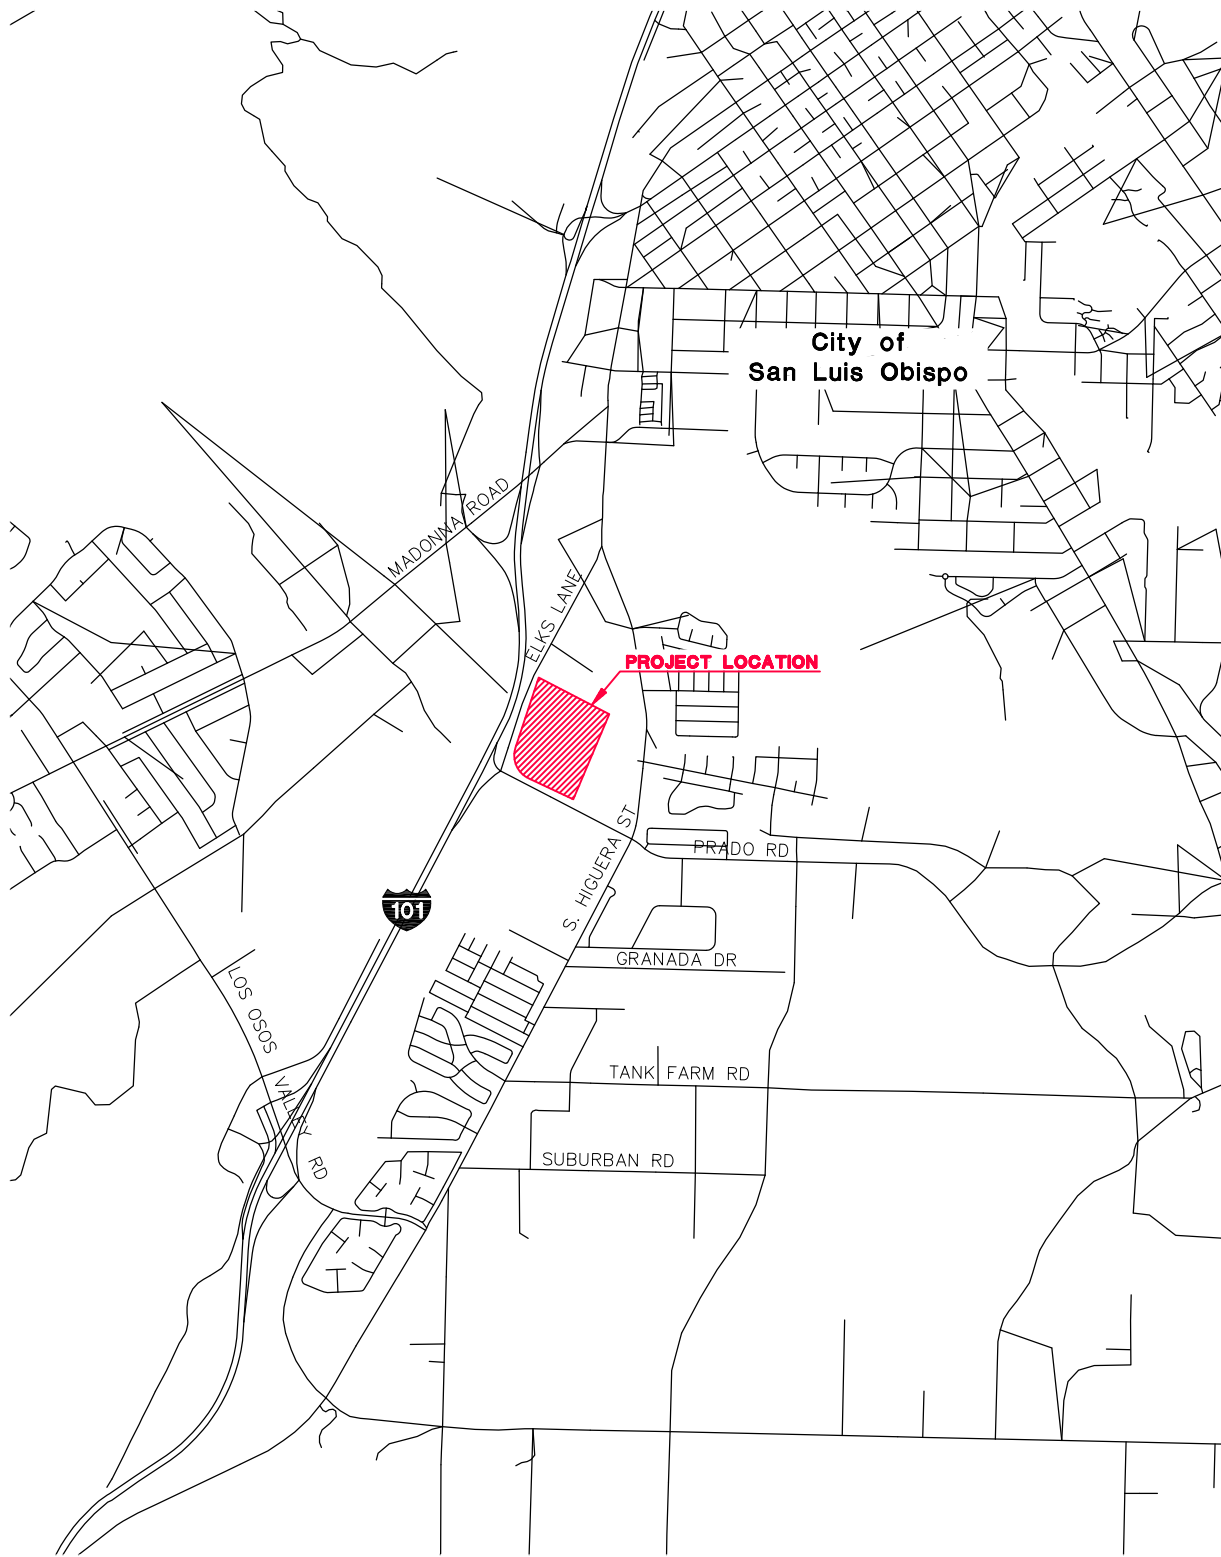 City of
San Luis Obispo
MADONNA ROAD
ELKS LANE
PROJECT LOCATION
S. HIGUERA ST
PRADO RD
101
GRANADA DR
LOS OSOS VALLEY RD
TANK FARM RD
SUBURBAN RD